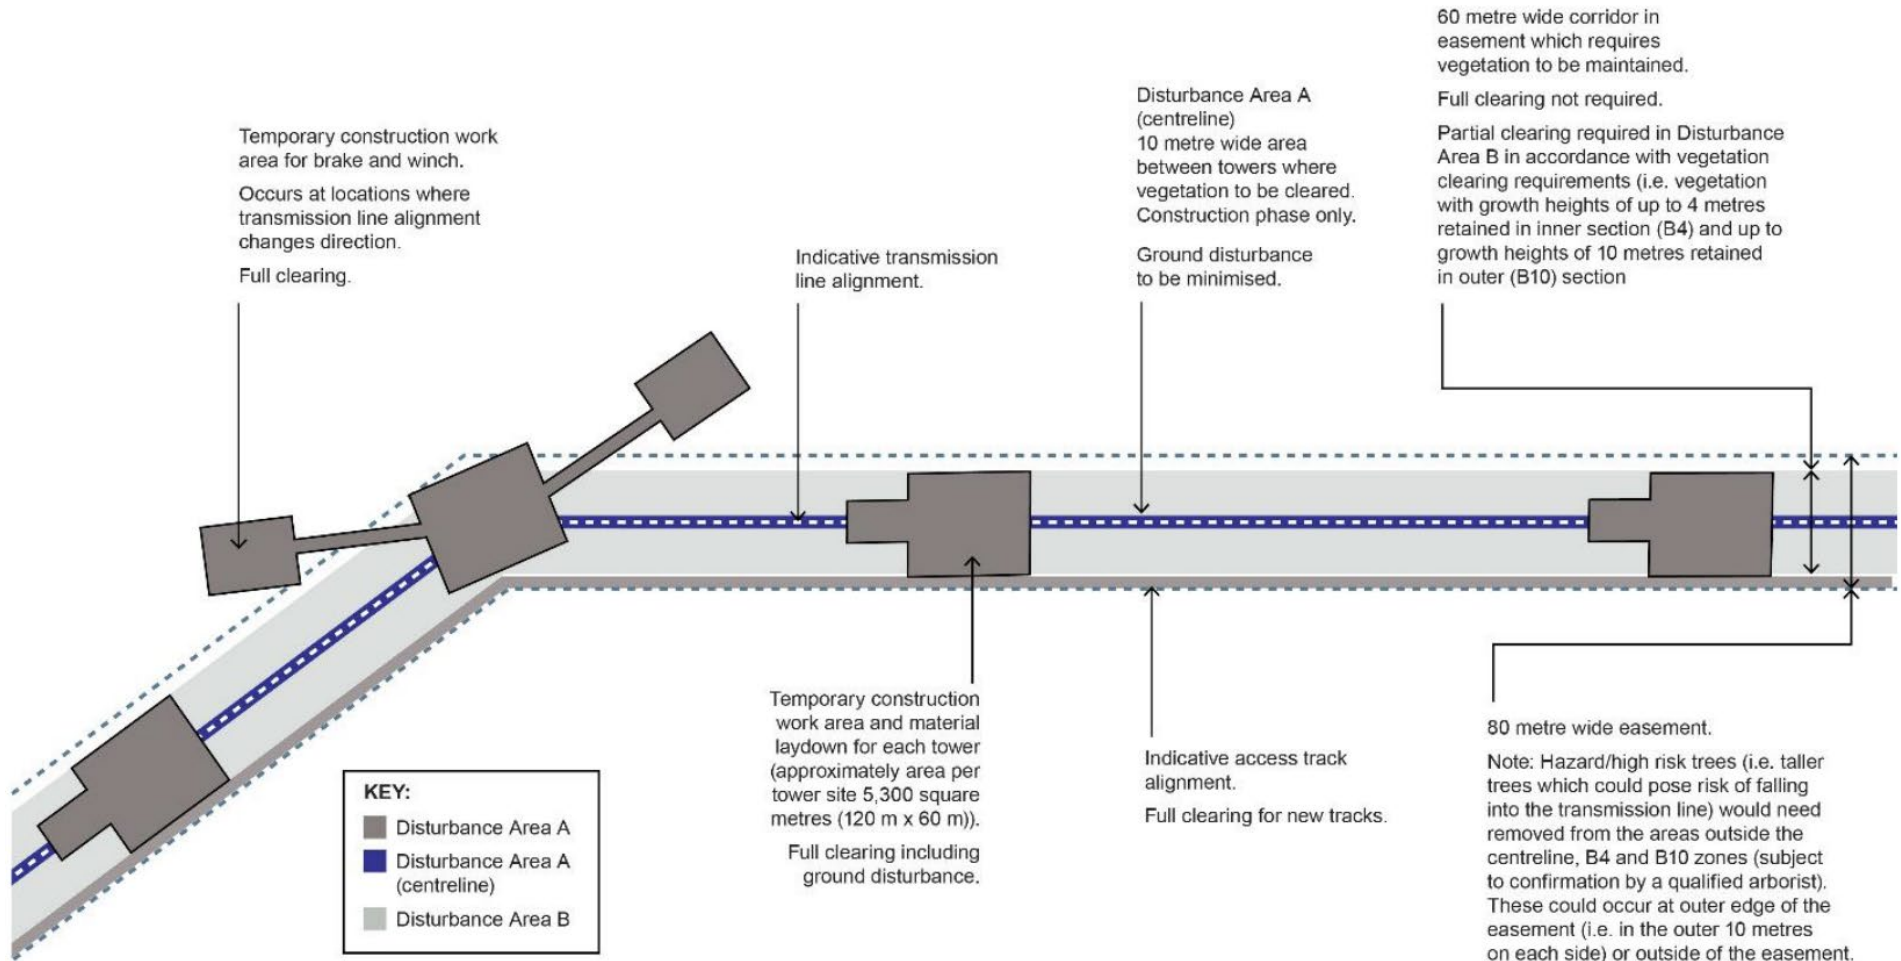 Temporary construction work
area for brake and winch.
Occurs at locations where
transmission line alignment
changes direction.
Full clearing.
Indicative transmission
line alignment.
Disturbance Area A
(centreline)
10 metre wide area
between towers where
vegetation to be cleared.
Construction phase only.
Ground disturbance
to be minimised.
60 metre wide corridor in
easement which requires
vegetation to be maintained.
Full clearing not required.
Partial clearing required in Disturbance
Area B in accordance with vegetation
clearing requirements (i.e. vegetation
with growth heights of up to 4 metres
retained in inner section (B4) and up to
growth heights of 10 metres retained
in outer (B10) section
KEY:
Disturbance Area A
Disturbance Area A
(centreline)
Disturbance Area B
Temporary construction
work area and material
laydown for each tower
(approximately area per
tower site 5,300 square
metres (120 m x 60 m)).
Full clearing including
ground disturbance.
Indicative access track
alignment.
Full clearing for new tracks.
80 metre wide easement.
Note: Hazard/high risk trees (i.e. taller
trees which could pose risk of falling
into the transmission line) would need
removed from the areas outside the
centreline, B4 and B10 zones (subject
to confirmation by a qualified arborist).
These could occur at outer edge of the
easement (i.e. in the outer 10 metres
on each side) or outside of the easement.